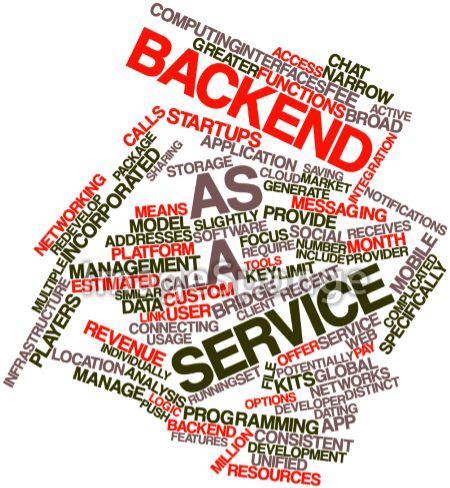 COMPUTING
INTERFACES
FEE
ACCESS
CHAT
NARROW
GREATER
FUNCTIONS
BROAD
ACTIVE
BACKEND
CALLS
STARTUPS
INTEGRATION
PACKAGE
SHARING
APPLICATION
SAVING
STORAGE
CLOUD
MARKET
GENERATE
NETWORKING
REDEVELOP
INCORPORATED
AS
MESSAGING
NOTIFICATIONS
MEANS
MODEL
SLIGHTLY
PROVIDE
ADDRESSES
SOFTWARE
FOCUS
SOCIAL
RECEIVES
PLATFORM
REQUIRE
NUMBER
MONTH
MULTIPLE
MANAGEMENT
A
TOOLS
INCLUDE
PROVIDER
MOBILE
ESTIMATED
CALL
KEY
LIMIT
SIMILAR
CUSTOM
DATA
LINK
USER
BRIDGE
RECENT
CLIENT
COMPLICATED
SPECIFICALLY
INFRASTRUCTURE
PLAYERS
CONNECTING
USAGE
SERVICE
REVENUE
OFFER
SERVICE
WEB
INDIVIDUALLY
POTENTIALLY
PAY
LOCATION
ANALYSIS
RUNNING
SET
FILE
KITS
GLOBAL
MANAGE
LOGIC
OPTIONS
NETWORKS
PUSH
PROGRAMMING
DEVELOPER
DISTINCT
DATING
BACKEND
APP
FEATURES
MILLION
CONSISTENT
DEVELOPMENT
UNIFIED
RESOURCES